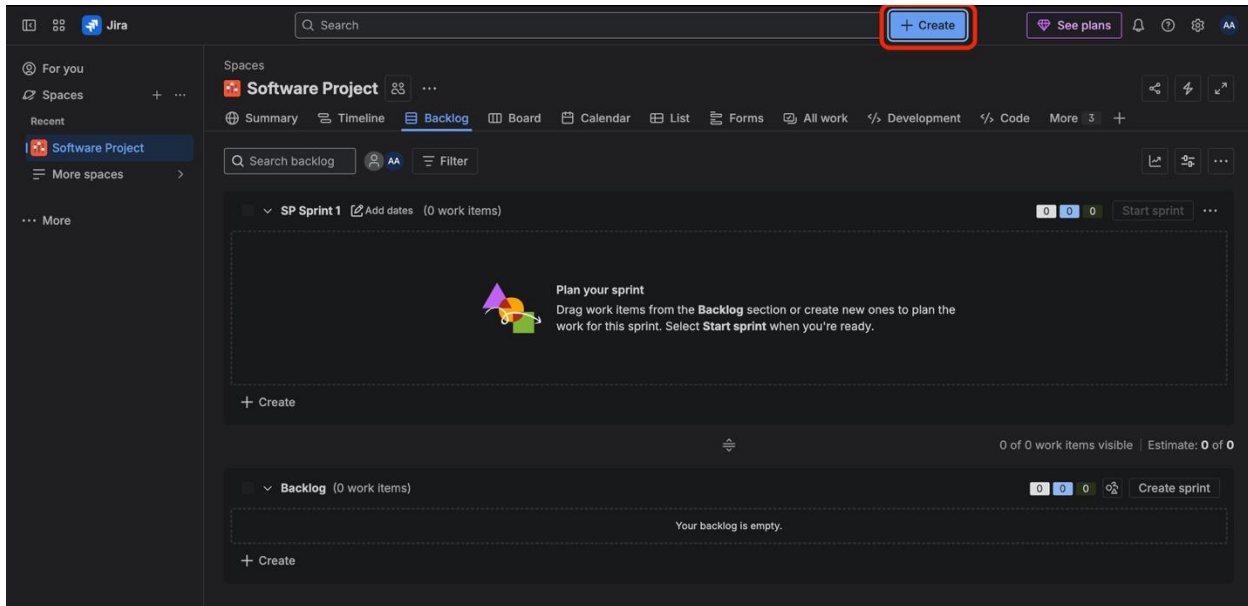 Jira
Search
+ Create
See plans
AA
For you
Spaces
Recent
Software Project
More spaces
More
Spaces
Software Project
Summary Timeline Backlog Board Calendar List Forms All work Development Code More 3
Search backlog AA Filter
SP Sprint 1 Add dates (0 work items) 0 0 0 Start sprint
Plan your sprint
Drag work items from the Backlog section or create new ones to plan the
work for this sprint. Select Start sprint when you're ready.
+ Create
0 of 0 work items visible | Estimate: 0 of 0
Backlog (0 work items) 0 0 0 Create sprint
Your backlog is empty.
+ Create